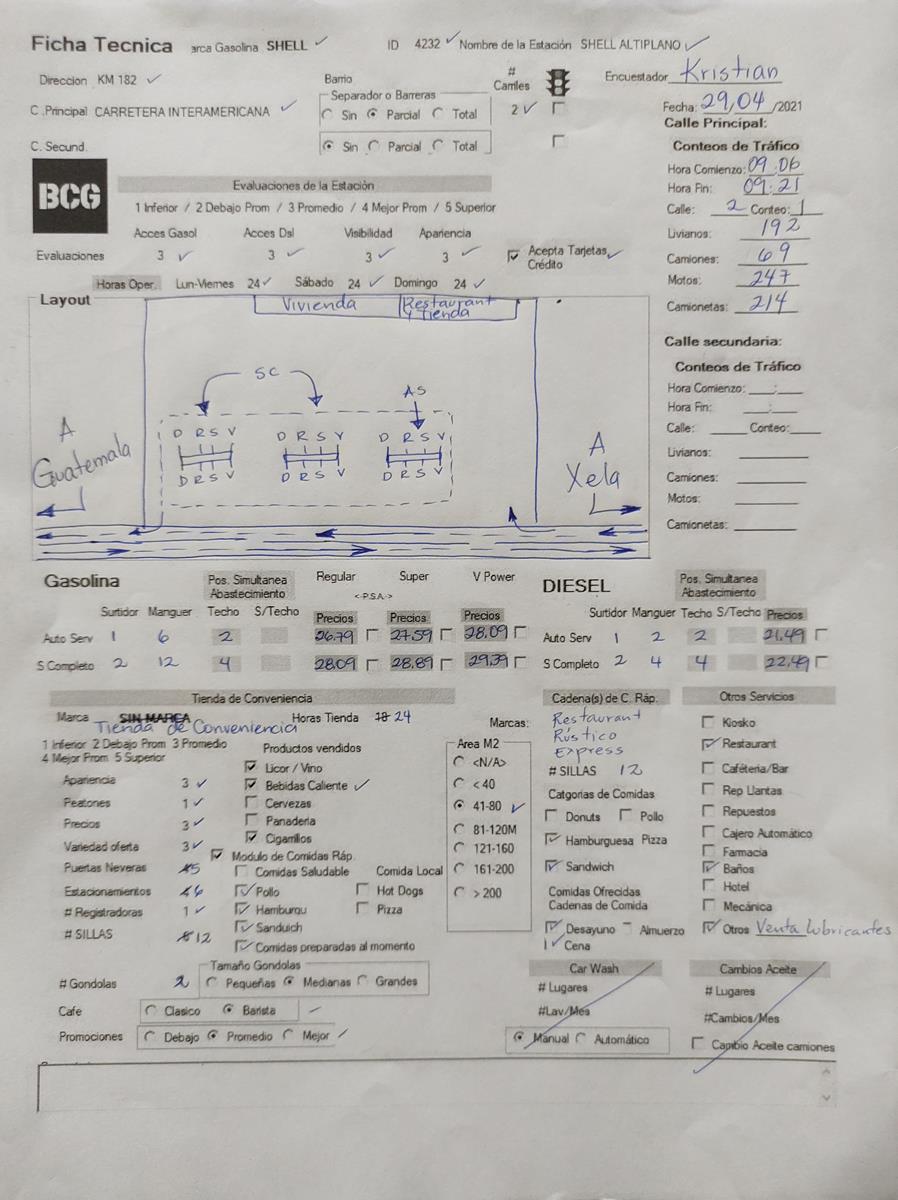 Ficha Tecnica arca Gasolina SHELL ID 4232 Nombre de la Estación SHELL ALTIPLANO
Encuestador Kristian
Direccion KM 182 Barrio # Carriles
Separador o Barreras
C .Principal CARRETERA INTERAMERICANA Sin Parcial Total 2
Fecha: 29/04/2021
C. Secund. Sin Parcial Total
BCG
Evaluaciones de la Estación
1 Inferior / 2 Debajo Prom / 3 Promedio / 4 Mejor Prom / 5 Superior
Acces Gasol Acces Dsl Visibilidad Apariencia
Evaluaciones 3 3 3 3 Acepta Tarjetas Crédito
Horas Oper. Lun-Viernes 24 Sábado 24 Domingo 24
Calle Principal:
Conteos de Tráfico
Hora Comienzo: 09:06
Hora Fin: 09:21
Calle: 2 Conteo: 1
Livianos: 192
Camiones: 69
Motos: 247
Camionetas: 214
Calle secundaria:
Conteos de Tráfico
Hora Comienzo: __:__
Hora Fin: __:__
Calle: ____ Conteo: ____
Livianos: ____
Camiones: ____
Motos: ____
Camionetas: ____
Layout
Vivienda Restaurant y Tienda
SC AS
D R S V D R S V D R S V
D R S V D R S V D R S V
A Guatemala
A Xela
Gasolina Pos. Simultanea Abastecimiento Regular Super V Power
<-P.S.A.->
Surtidor Manguer Techo S/Techo Precios Precios Precios
Auto Serv 1 6 2 26.79 27.59 28.09
S Completo 2 12 4 28.09 28.89 29.39
DIESEL Pos. Simultanea Abastecimiento
Surtidor Manguer Techo S/Techo Precios
Auto Serv 1 2 2 21.49
S Completo 2 4 4 22.49
Tienda de Conveniencia
Marca SIN MARCA Horas Tienda 18 24
Tienda de Conveniencia
1 Inferior 2 Debajo Prom 3 Promedio
4 Mejor Prom 5 Superior
Apariencia 3
Peatones 1
Precios 3
Variedad oferta 3
Puertas Neveras 5
Estacionamientos 6
# Registradoras 1
# SILLAS 12
Productos vendidos
Licor / Vino
Bebidas Caliente
Cervezas
Panaderia
Cigarrillos
Modulo de Comidas Ráp.
Comidas Saludable Comida Local
Pollo Hot Dogs
Hamburgu Pizza
Sanduich
Comidas preparadas al momento
Marcas:
Area M2
<N/A>
< 40
41-80
81-120M
121-160
161-200
> 200
# Gondolas 2 Tamaño Gondolas
Pequeñas Medianas Grandes
Cafe Clasico Barista
Promociones Debajo Promedio Mejor
Cadena(s) de C. Ráp.
Restaurant
Rústico
Express
# SILLAS 12
Catgorias de Comidas
Donuts Pollo
Hamburguesa Pizza
Sandwich
Comidas Ofrecidas
Cadenas de Comida
Desayuno Almuerzo
Cena
Otros Servicios
Kiosko
Restaurant
Caféteria/Bar
Rep Llantas
Repuestos
Cajero Automático
Farmacia
Baños
Hotel
Mecánica
Otros Venta lubricantes
Car Wash
# Lugares
#Lav/Mes
Manual Automático
Cambios Aceite
# Lugares
#Cambios/Mes
Cambio Aceite camiones